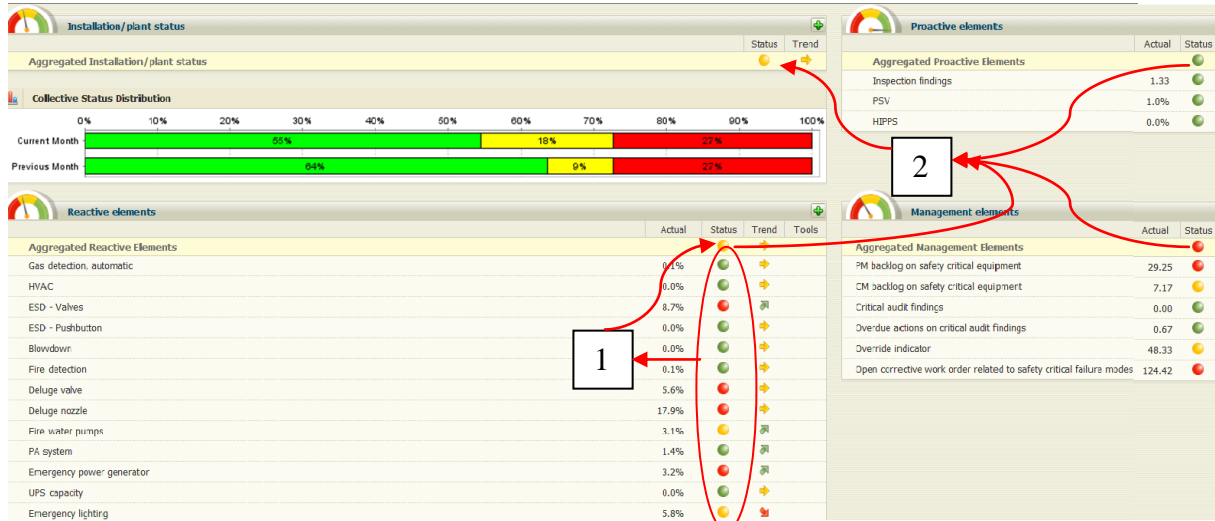 Installation/plant status
Status Trend
Aggregated Installation/plant status
Collective Status Distribution
0% 10% 20% 30% 40% 50% 60% 70% 80% 90% 100%
Current Month 55% 18% 27%
Previous Month 64% 9% 27%
Reactive elements
Actual Status Trend Tools
Aggregated Reactive Elements
Gas detection, automatic 0.1%
HVAC 0.0%
ESD - Valves 8.7%
ESD - Pushbutton 0.0%
Blowdown 0.0%
Fire detection 0.1%
Deluge valve 5.6%
Deluge nozzle 17.9%
Fire water pumps 3.1%
PA system 1.4%
Emergency power generator 3.2%
UPS capacity 0.0%
Emergency lighting 5.8%
1
Proactive elements
Actual Status
Aggregated Proactive Elements
Inspection findings 1.33
PSV 1.0%
HIPPS 0.0%
2
Management elements
Actual Status
Aggregated Management Elements
PM backlog on safety critical equipment 29.25
CM backlog on safety critical equipment 7.17
Critical audit findings 0.00
Overdue actions on critical audit findings 0.67
Override indicator 48.33
Open corrective work order related to safety critical failure modes 124.42